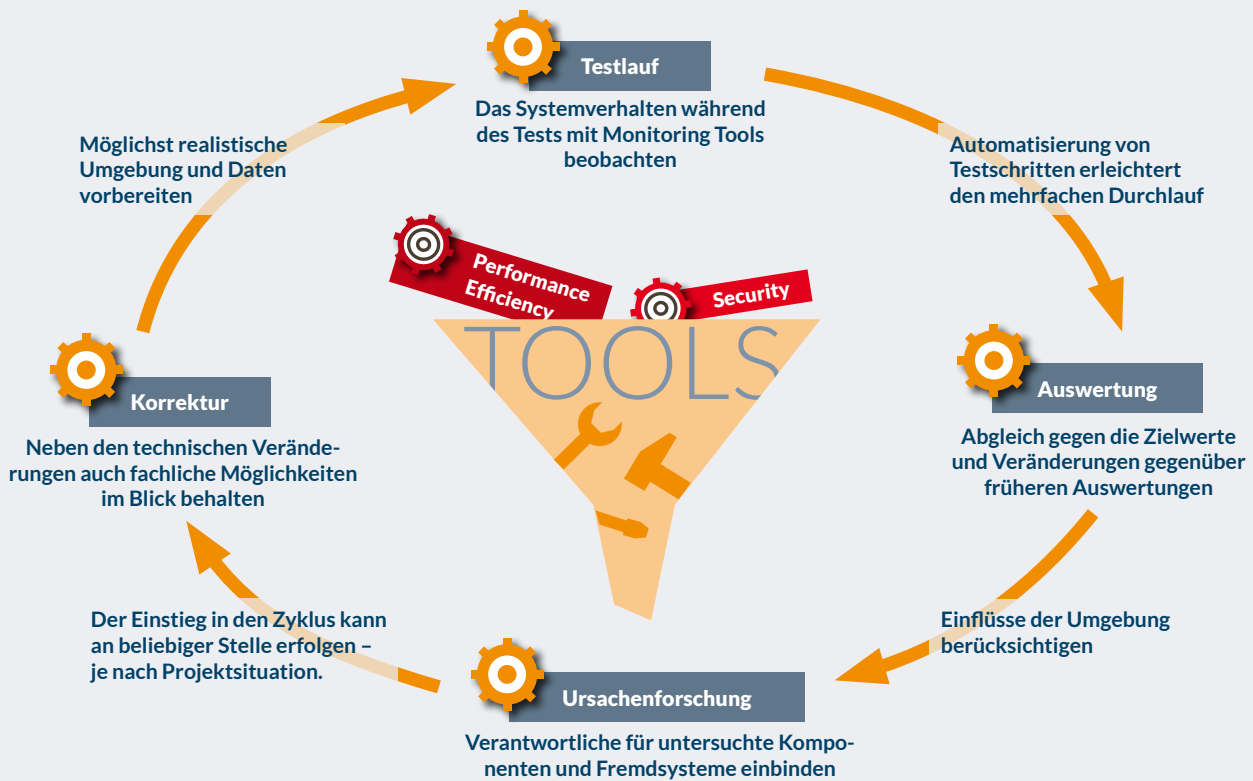 Testlauf
Das Systemverhalten während
des Tests mit Monitoring Tools
beobachten
Möglichst realistische
Umgebung und Daten
vorbereiten
Automatisierung von
Testschritten erleichtert
den mehrfachen Durchlauf
Performance
Efficiency
Security
TOOLS
Korrektur
Neben den technischen Verände-
rungen auch fachliche Möglichkeiten
im Blick behalten
Auswertung
Abgleich gegen die Zielwerte
und Veränderungen gegenüber
früheren Auswertungen
Der Einstieg in den Zyklus kann
an beliebiger Stelle erfolgen –
je nach Projektsituation.
Einflüsse der Umgebung
berücksichtigen
Ursachenforschung
Verantwortliche für untersuchte Kompo-
nenten und Fremdsysteme einbinden